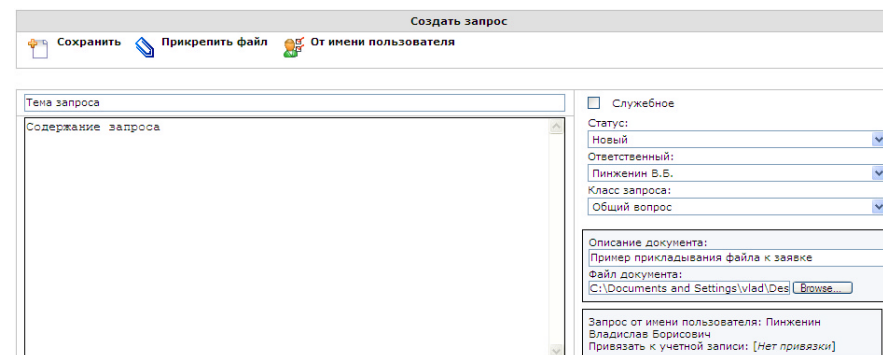 Создать запрос
Сохранить Прикрепить файл От имени пользователя
Тема запроса
Содержание запроса
Служебное
Статус:
Новый
Ответственный:
Пинженин В.Б.
Класс запроса:
Общий вопрос
Описание документа:
Пример прикладывания файла к заявке
Файл документа:
C:\Documents and Settings\vlad\Des Browse...
Запрос от имени пользователя: Пинженин
Владислав Борисович
Привязать к учетной записи: [Нет привязки]